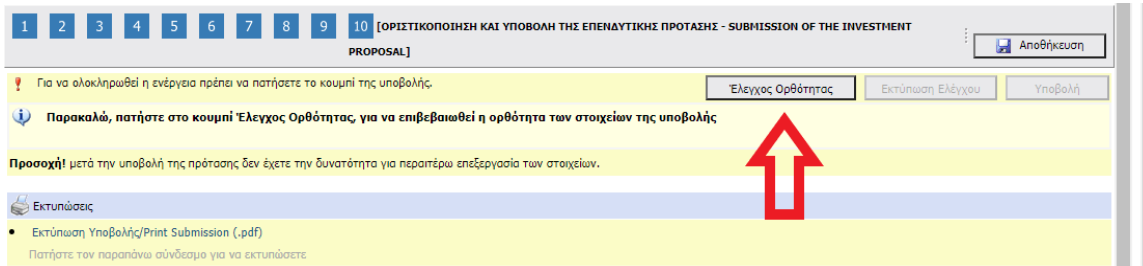 1 2 3 4 5 6 7 8 9 10 [ΟΡΙΣΤΙΚΟΠΟΙΗΣΗ ΚΑΙ ΥΠΟΒΟΛΗ ΤΗΣ ΕΠΕΝΔΥΤΙΚΗΣ ΠΡΟΤΑΣΗΣ - SUBMISSION OF THE INVESTMENT
PROPOSAL]
Αποθήκευση
Για να ολοκληρωθεί η ενέργεια πρέπει να πατήσετε το κουμπί της υποβολής.
Έλεγχος Ορθότητας Εκτύπωση Ελέγχου Υποβολή
Παρακαλώ, πατήστε στο κουμπί Έλεγχος Ορθότητας, για να επιβεβαιωθεί η ορθότητα των στοιχείων της υποβολής
Προσοχή! μετά την υποβολή της πρότασης δεν έχετε την δυνατότητα για περαιτέρω επεξεργασία των στοιχείων.
Εκτυπώσεις
• Εκτύπωση Υποβολής/Print Submission (.pdf)
Πατήστε τον παραπάνω σύνδεσμο για να εκτυπώσετε